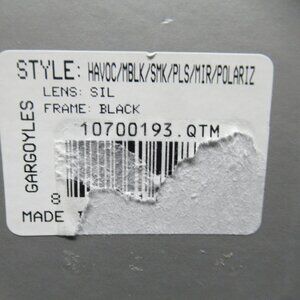 STYLE: HAVOC/MBLK/SMK/PLS/MIR/POLARIZ
LENS: SIL
FRAME: BLACK
GARGOYLES
10700193.QTM
8
MADE